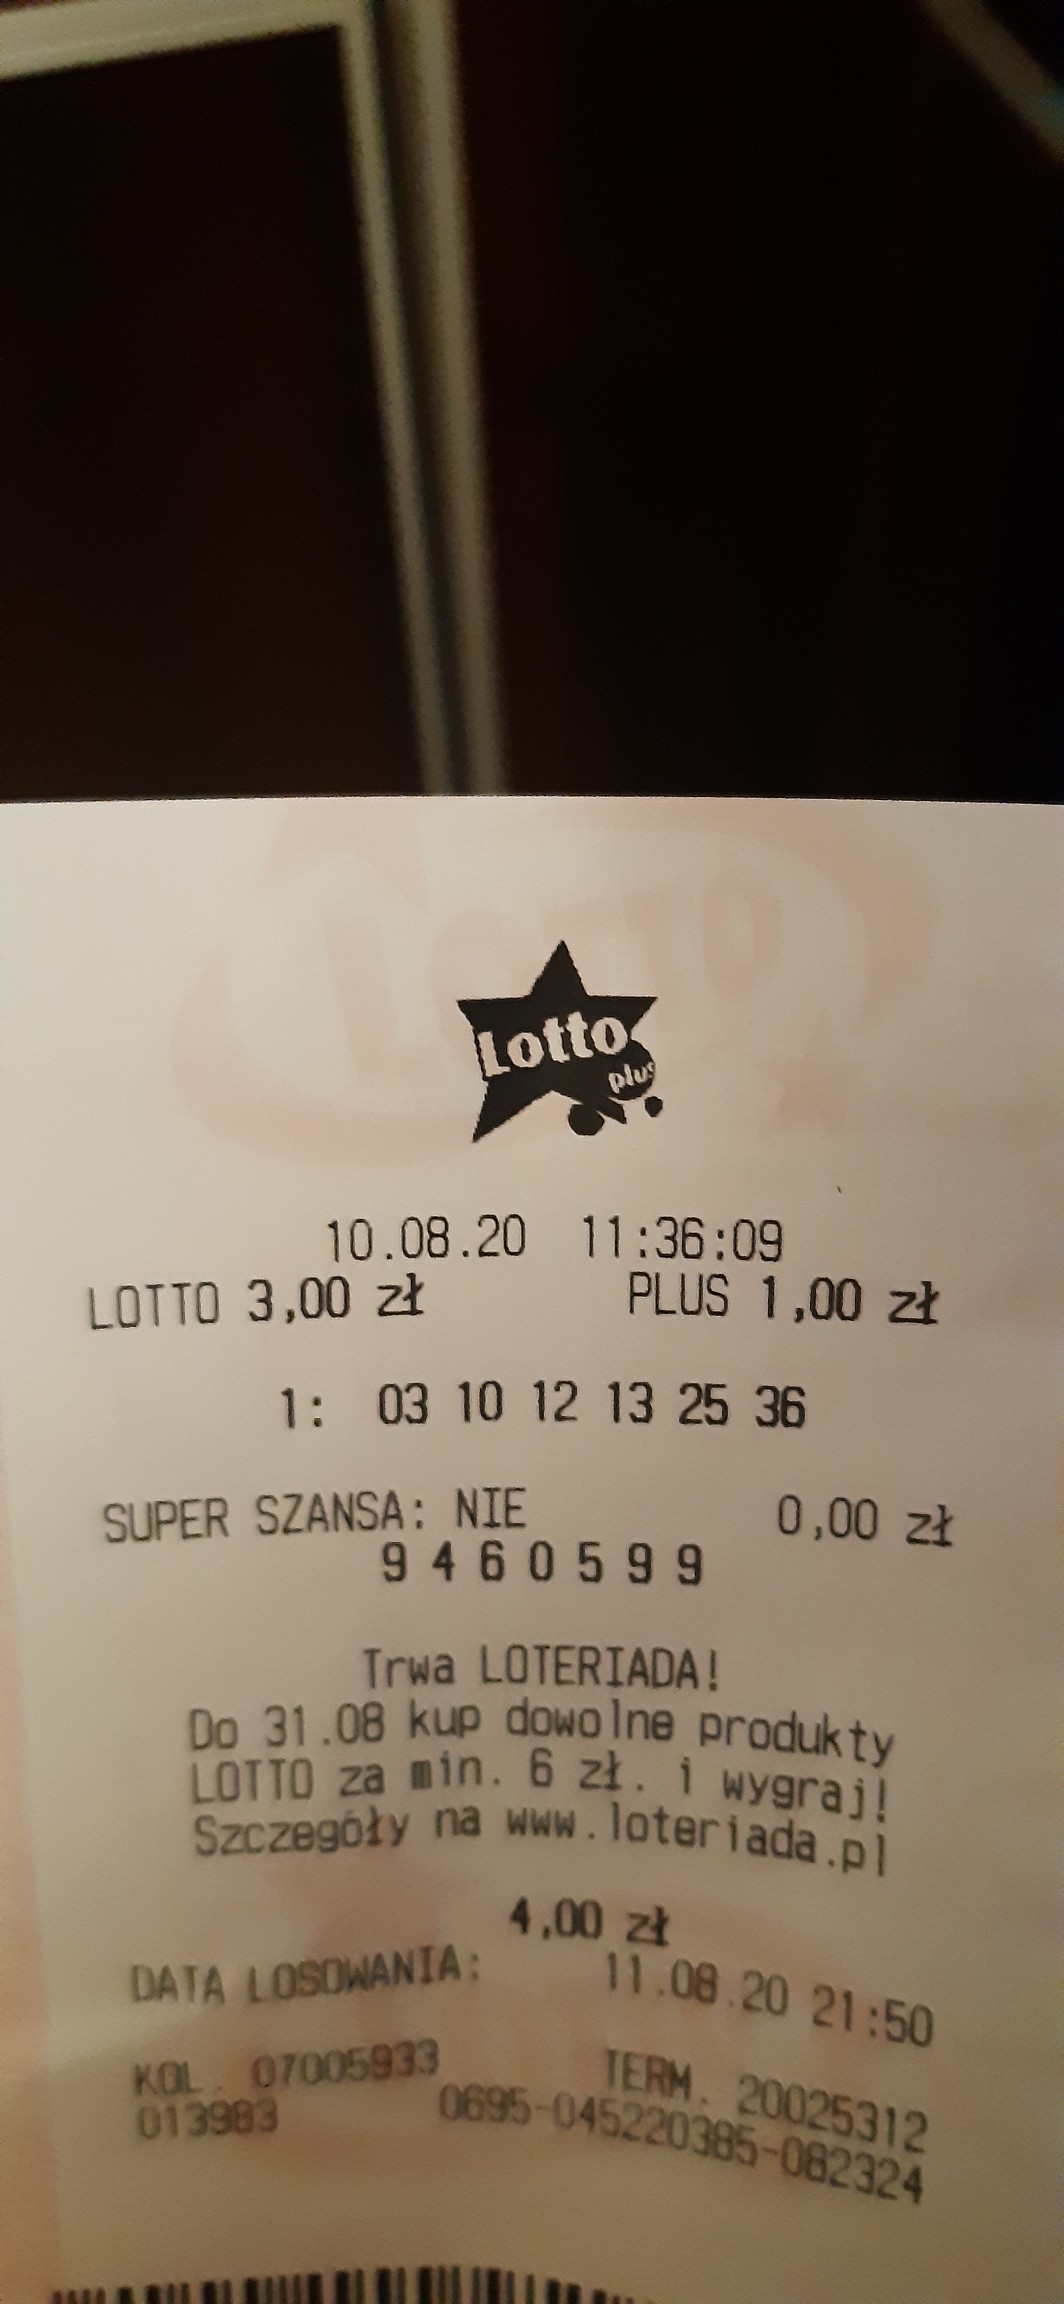 Lotto
plus
10.08.20 11:36:09
LOTTO 3,00 zł PLUS 1,00 zł
1: 03 10 12 13 25 36
SUPER SZANSA: NIE 0,00 zł
9 4 6 0 5 9 9
Trwa LOTERIADA!
Do 31.08 kup dowolne produkty
LOTTO za min. 6 zł. i wygraj!
Szczegóły na www.loteriada.pl
4,00 zł
DATA LOSOWANIA: 11.08.20 21:50
KOL. 07005933 TERM. 20025312
013983 0695-045220385-082324